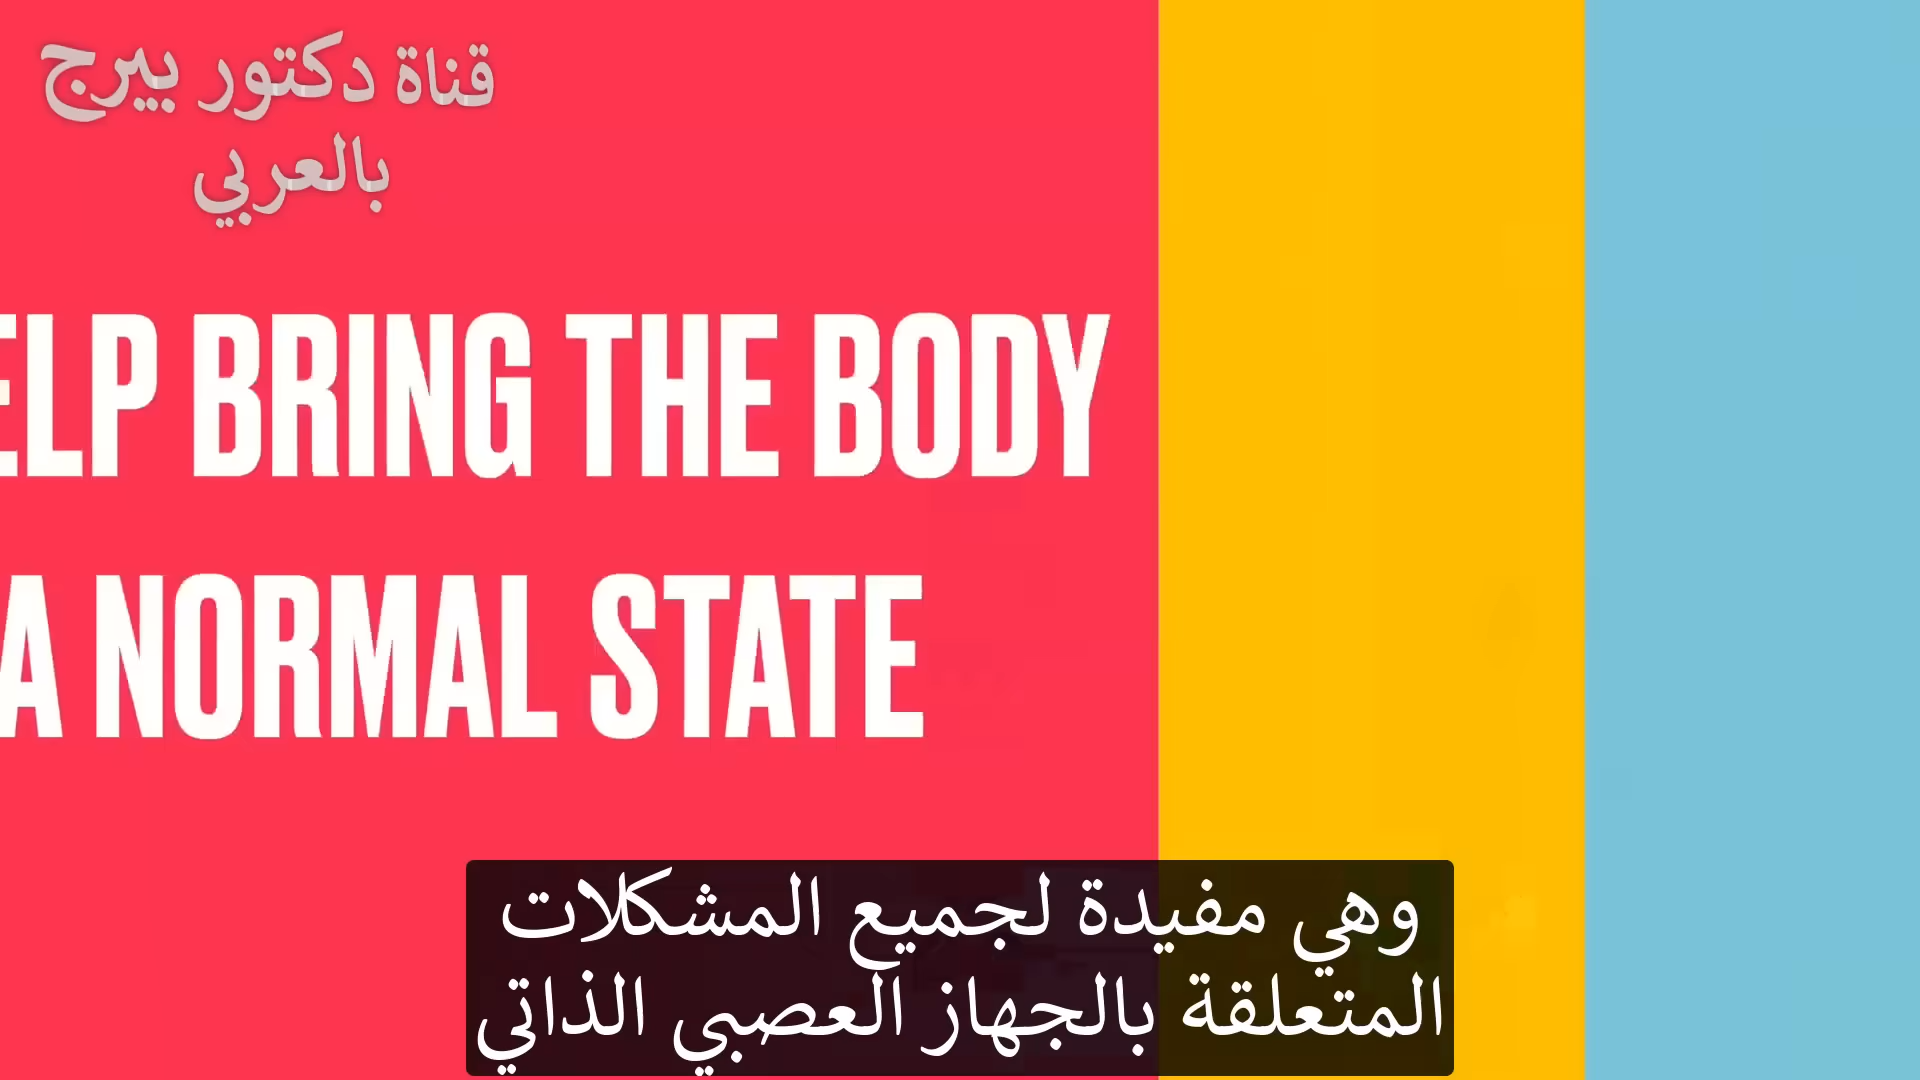 قناة دكتور بيرج
بالعربي
ELP BRING THE BODY
A NORMAL STATE
وهي مفيدة لجميع المشكلات
المتعلقة بالجهاز العصبي الذاتي